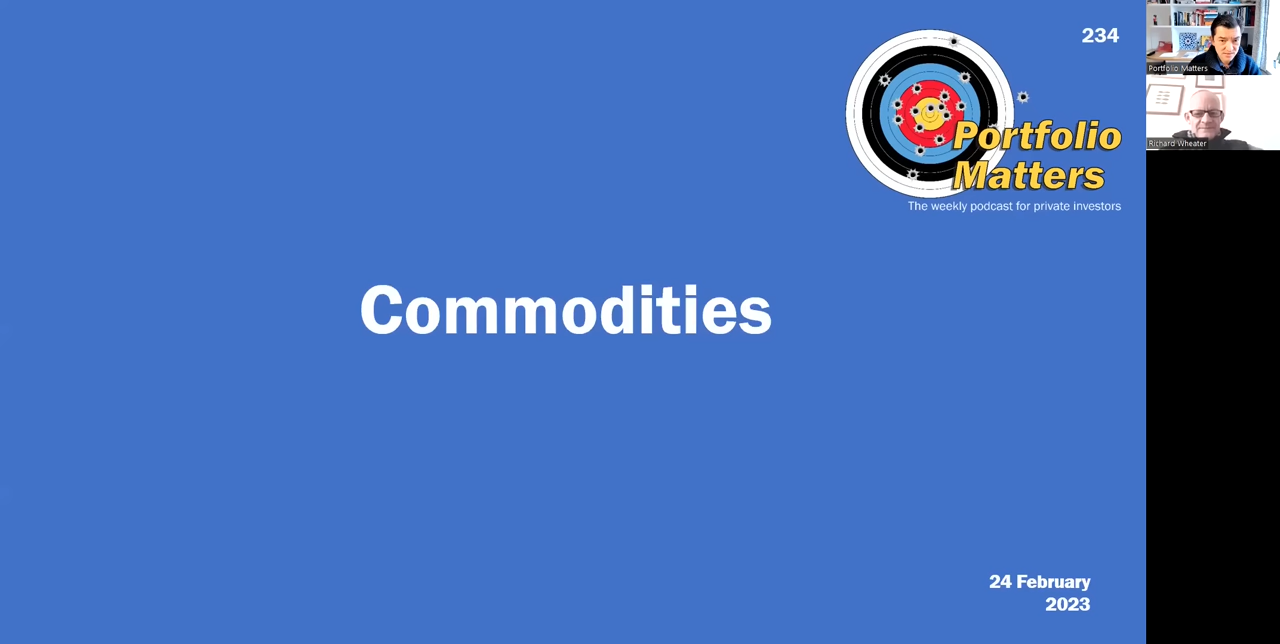 234
Portfolio
Matters
The weekly podcast for private investors
Commodities
24 February
2023
Portfolio Matters
Richard Wheater